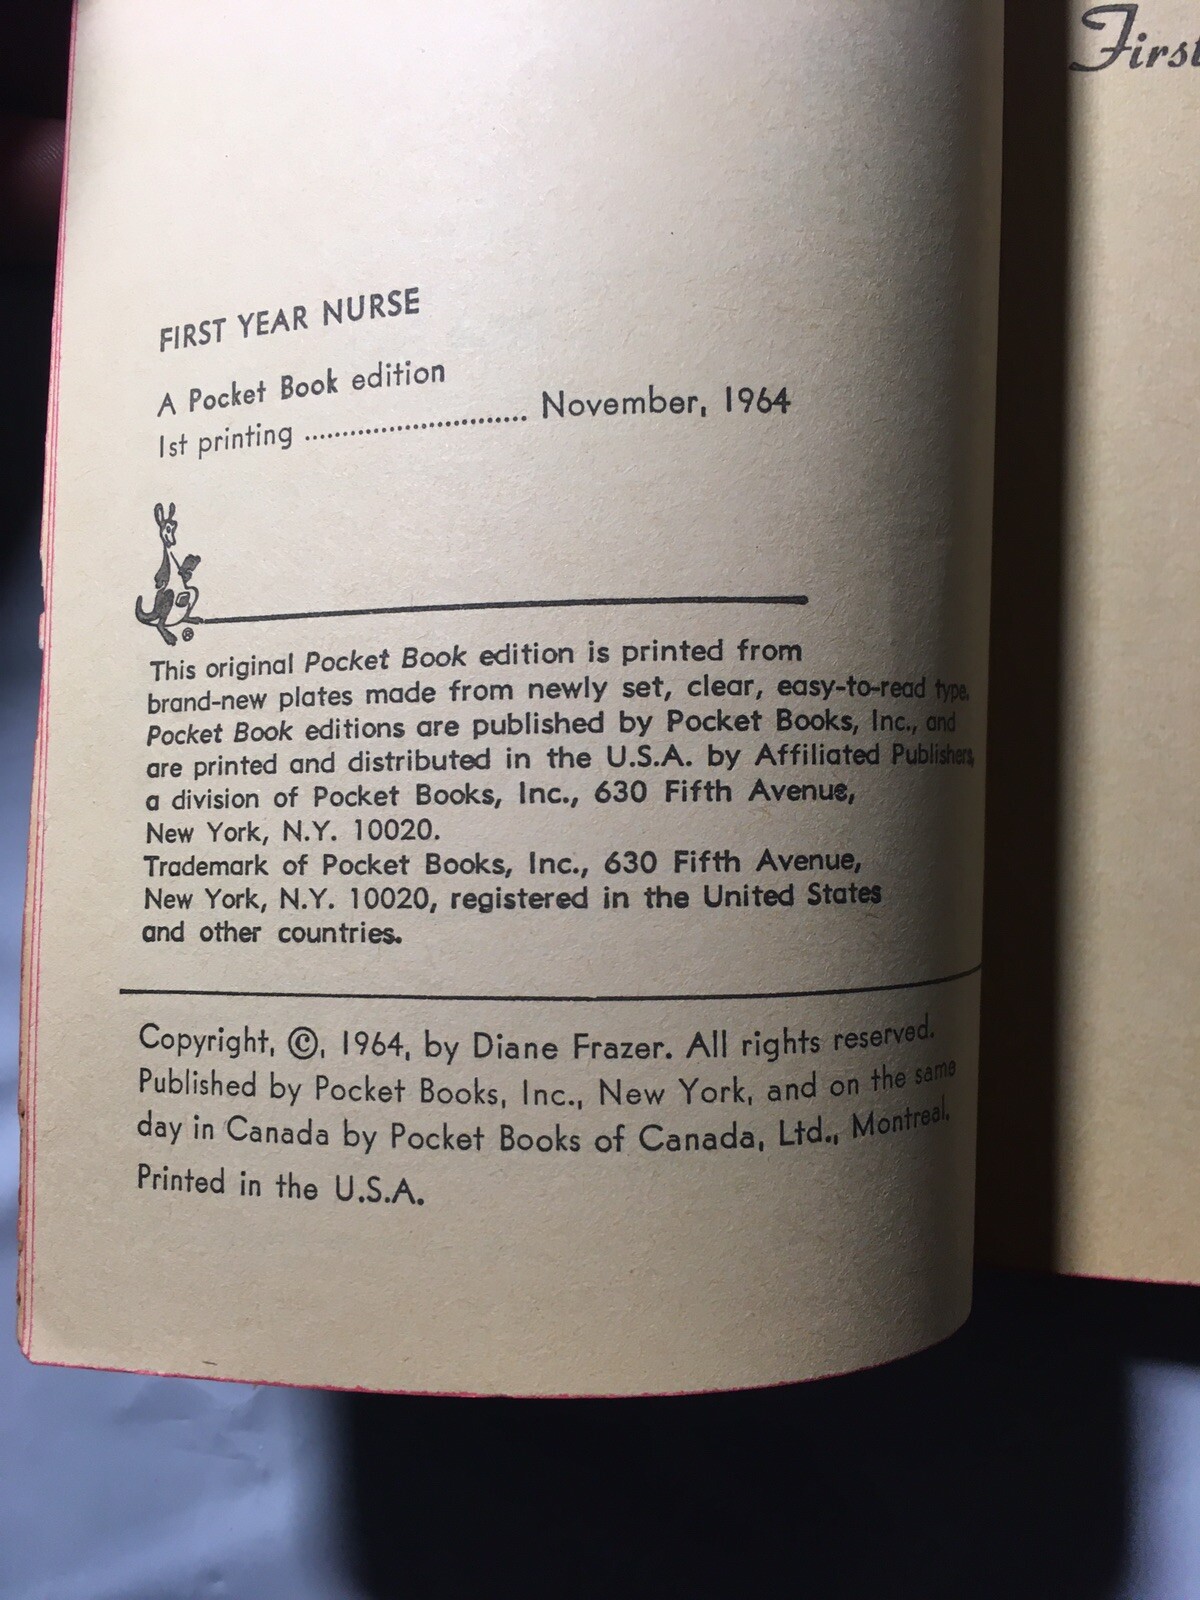 FIRST YEAR NURSE
A Pocket Book edition
1st printing ............................. November, 1964
®
This original Pocket Book edition is printed from
brand-new plates made from newly set, clear, easy-to-read type.
Pocket Book editions are published by Pocket Books, Inc., and
are printed and distributed in the U.S.A. by Affiliated Publishers,
a division of Pocket Books, Inc., 630 Fifth Avenue,
New York, N.Y. 10020.
Trademark of Pocket Books, Inc., 630 Fifth Avenue,
New York, N.Y. 10020, registered in the United States
and other countries.
Copyright, ©, 1964, by Diane Frazer. All rights reserved.
Published by Pocket Books, Inc., New York, and on the same
day in Canada by Pocket Books of Canada, Ltd., Montreal.
Printed in the U.S.A.
First